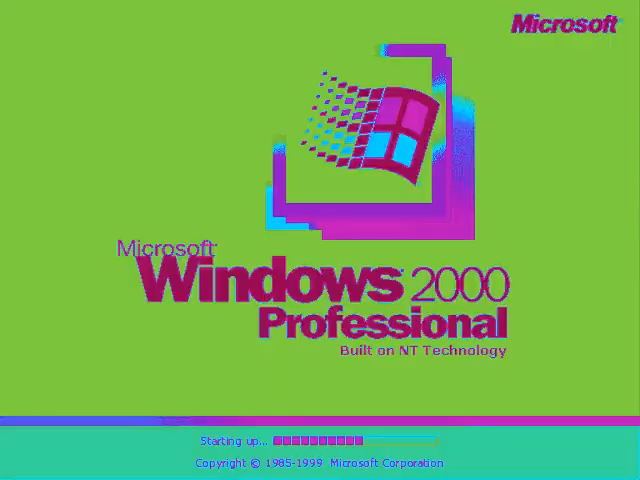 Microsoft
Microsoft
Windows 2000
Professional
Built on NT Technology
Starting up...
Copyright © 1985-1999 Microsoft Corporation